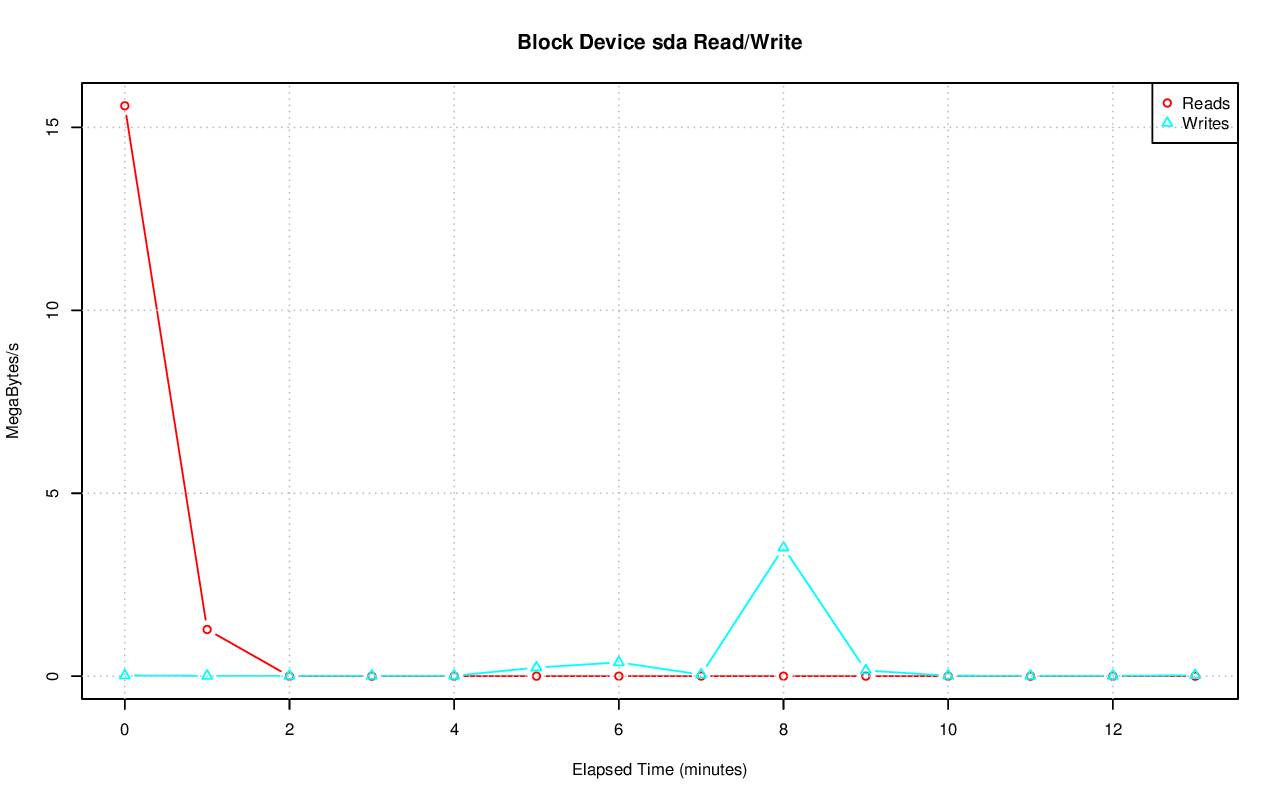 Block Device sda Read/Write
Reads
Writes
MegaBytes/s
15
10
5
0
0 2 4 6 8 10 12
Elapsed Time (minutes)